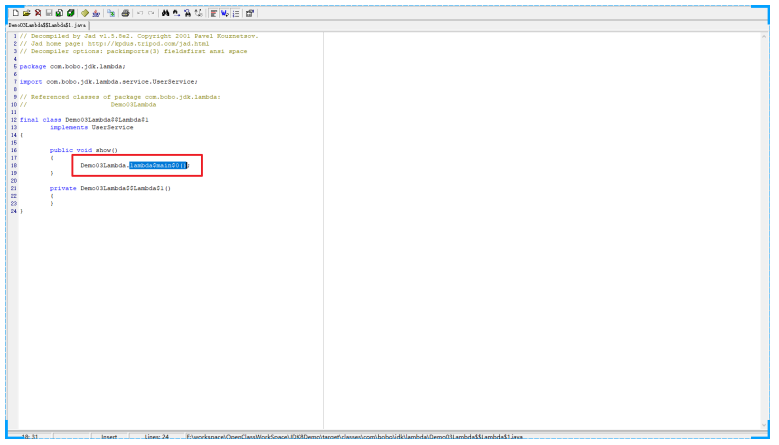 Demo03Lambda$$Lambda$1.java
1 // Decompiled by Jad v1.5.8e2. Copyright 2001 Pavel Kouznetsov.
2 // Jad home page: http://kpdus.tripod.com/jad.html
3 // Decompiler options: packimports(3) fieldsfirst ansi space
4
5 package com.bobo.jdk.lambda;
6
7 import com.bobo.jdk.lambda.service.UserService;
8
9 // Referenced classes of package com.bobo.jdk.lambda:
10 // Demo03Lambda
11
12 final class Demo03Lambda$$Lambda$1
13 implements UserService
14 {
15
16 public void show()
17 {
18 Demo03Lambda.lambda$main$0();
19 }
20
21 private Demo03Lambda$$Lambda$1()
22 {
23 }
24 }
18: 31 Insert Lines: 24 E:\workspace\OpenClassWorkSpace\JDK8Demo\target\classes\com\bobo\jdk\lambda\Demo03Lambda$$Lambda$1.java